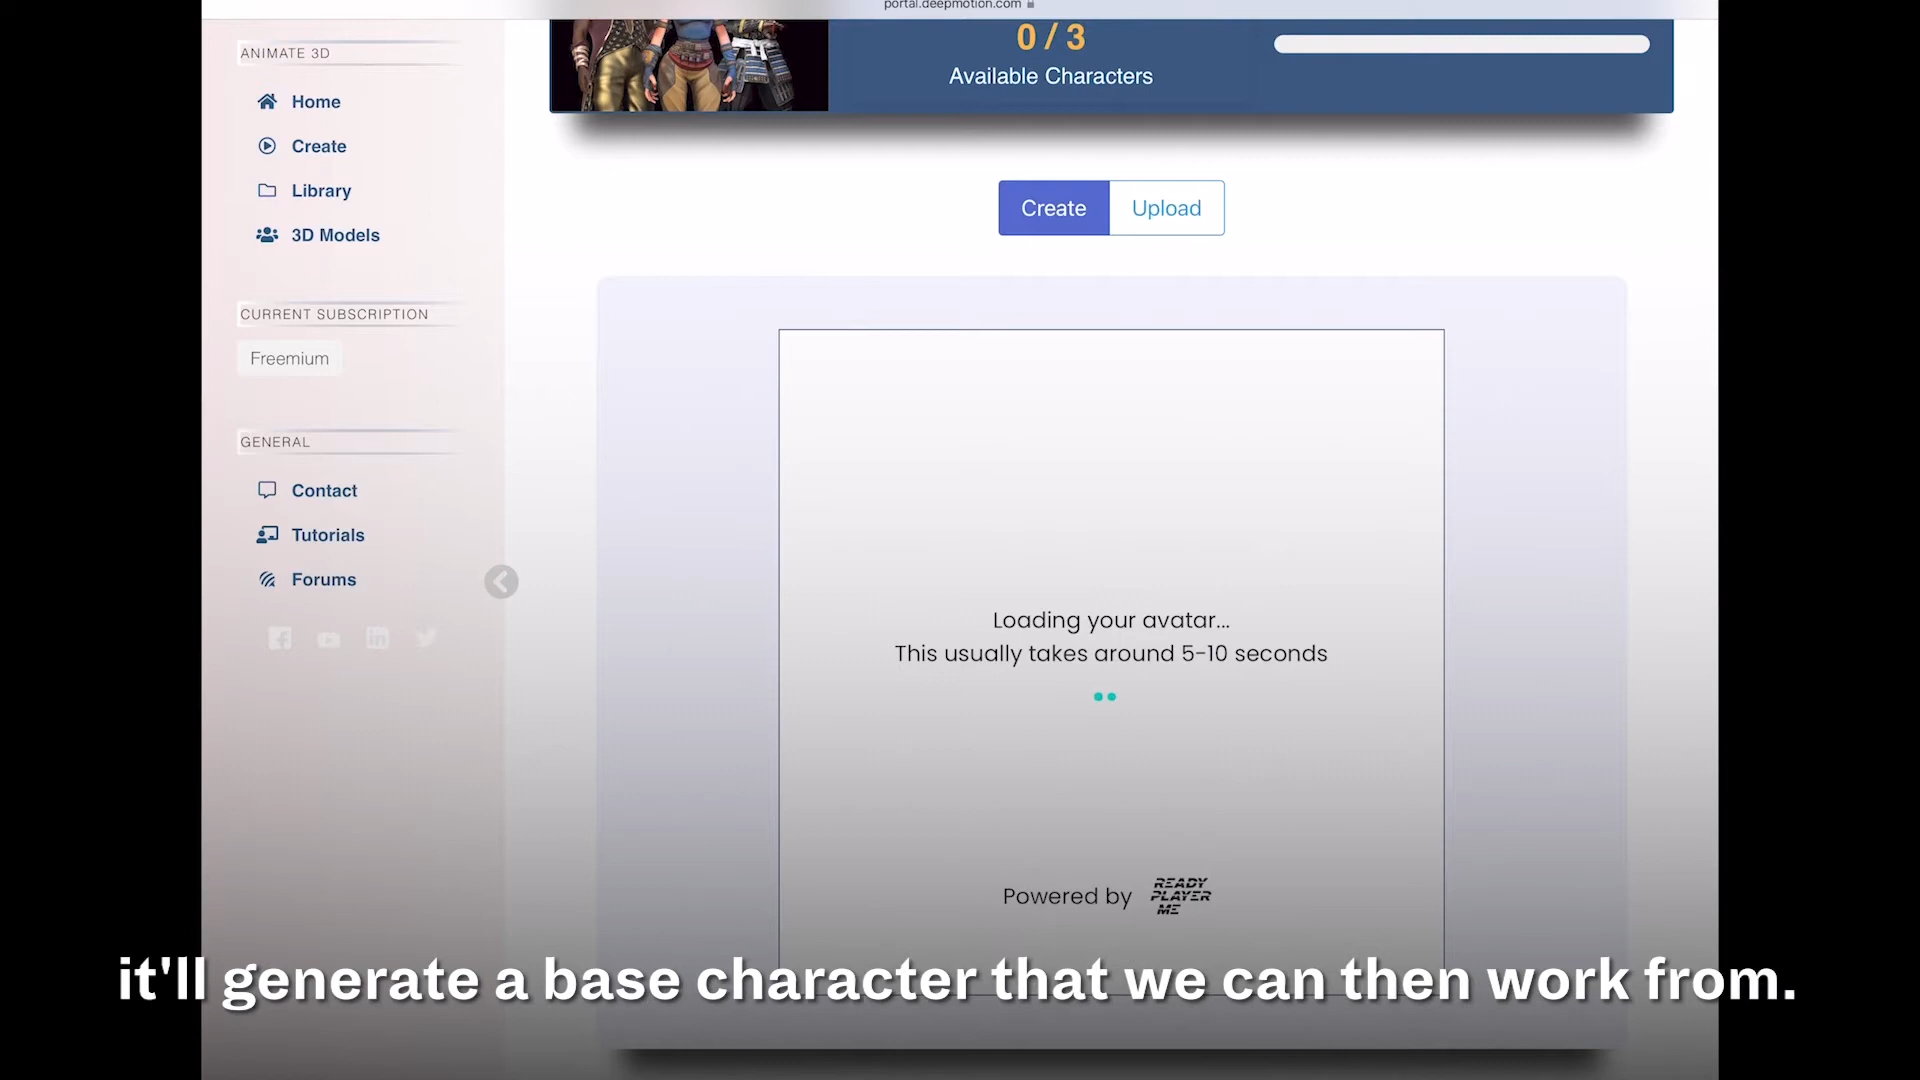 portal.deepmotion.com
ANIMATE 3D
Home
Create
Library
3D Models
CURRENT SUBSCRIPTION
Freemium
GENERAL
Contact
Tutorials
Forums
0 / 3
Available Characters
Create
Upload
Loading your avatar...
This usually takes around 5-10 seconds
Powered by
READY
PLAYER
ME
it'll generate a base character that we can then work from.